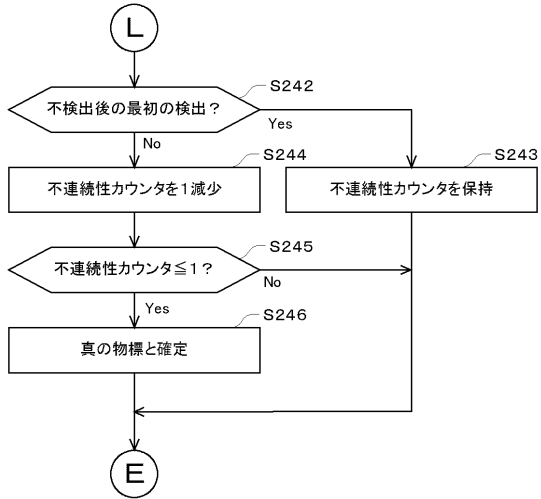 L
S242
不検出後の最初の検出？
Yes
No
S244
S243
不連続性カウンタを１減少
不連続性カウンタを保持
S245
不連続性カウンタ≦１？
No
Yes
S246
真の物標と確定
E